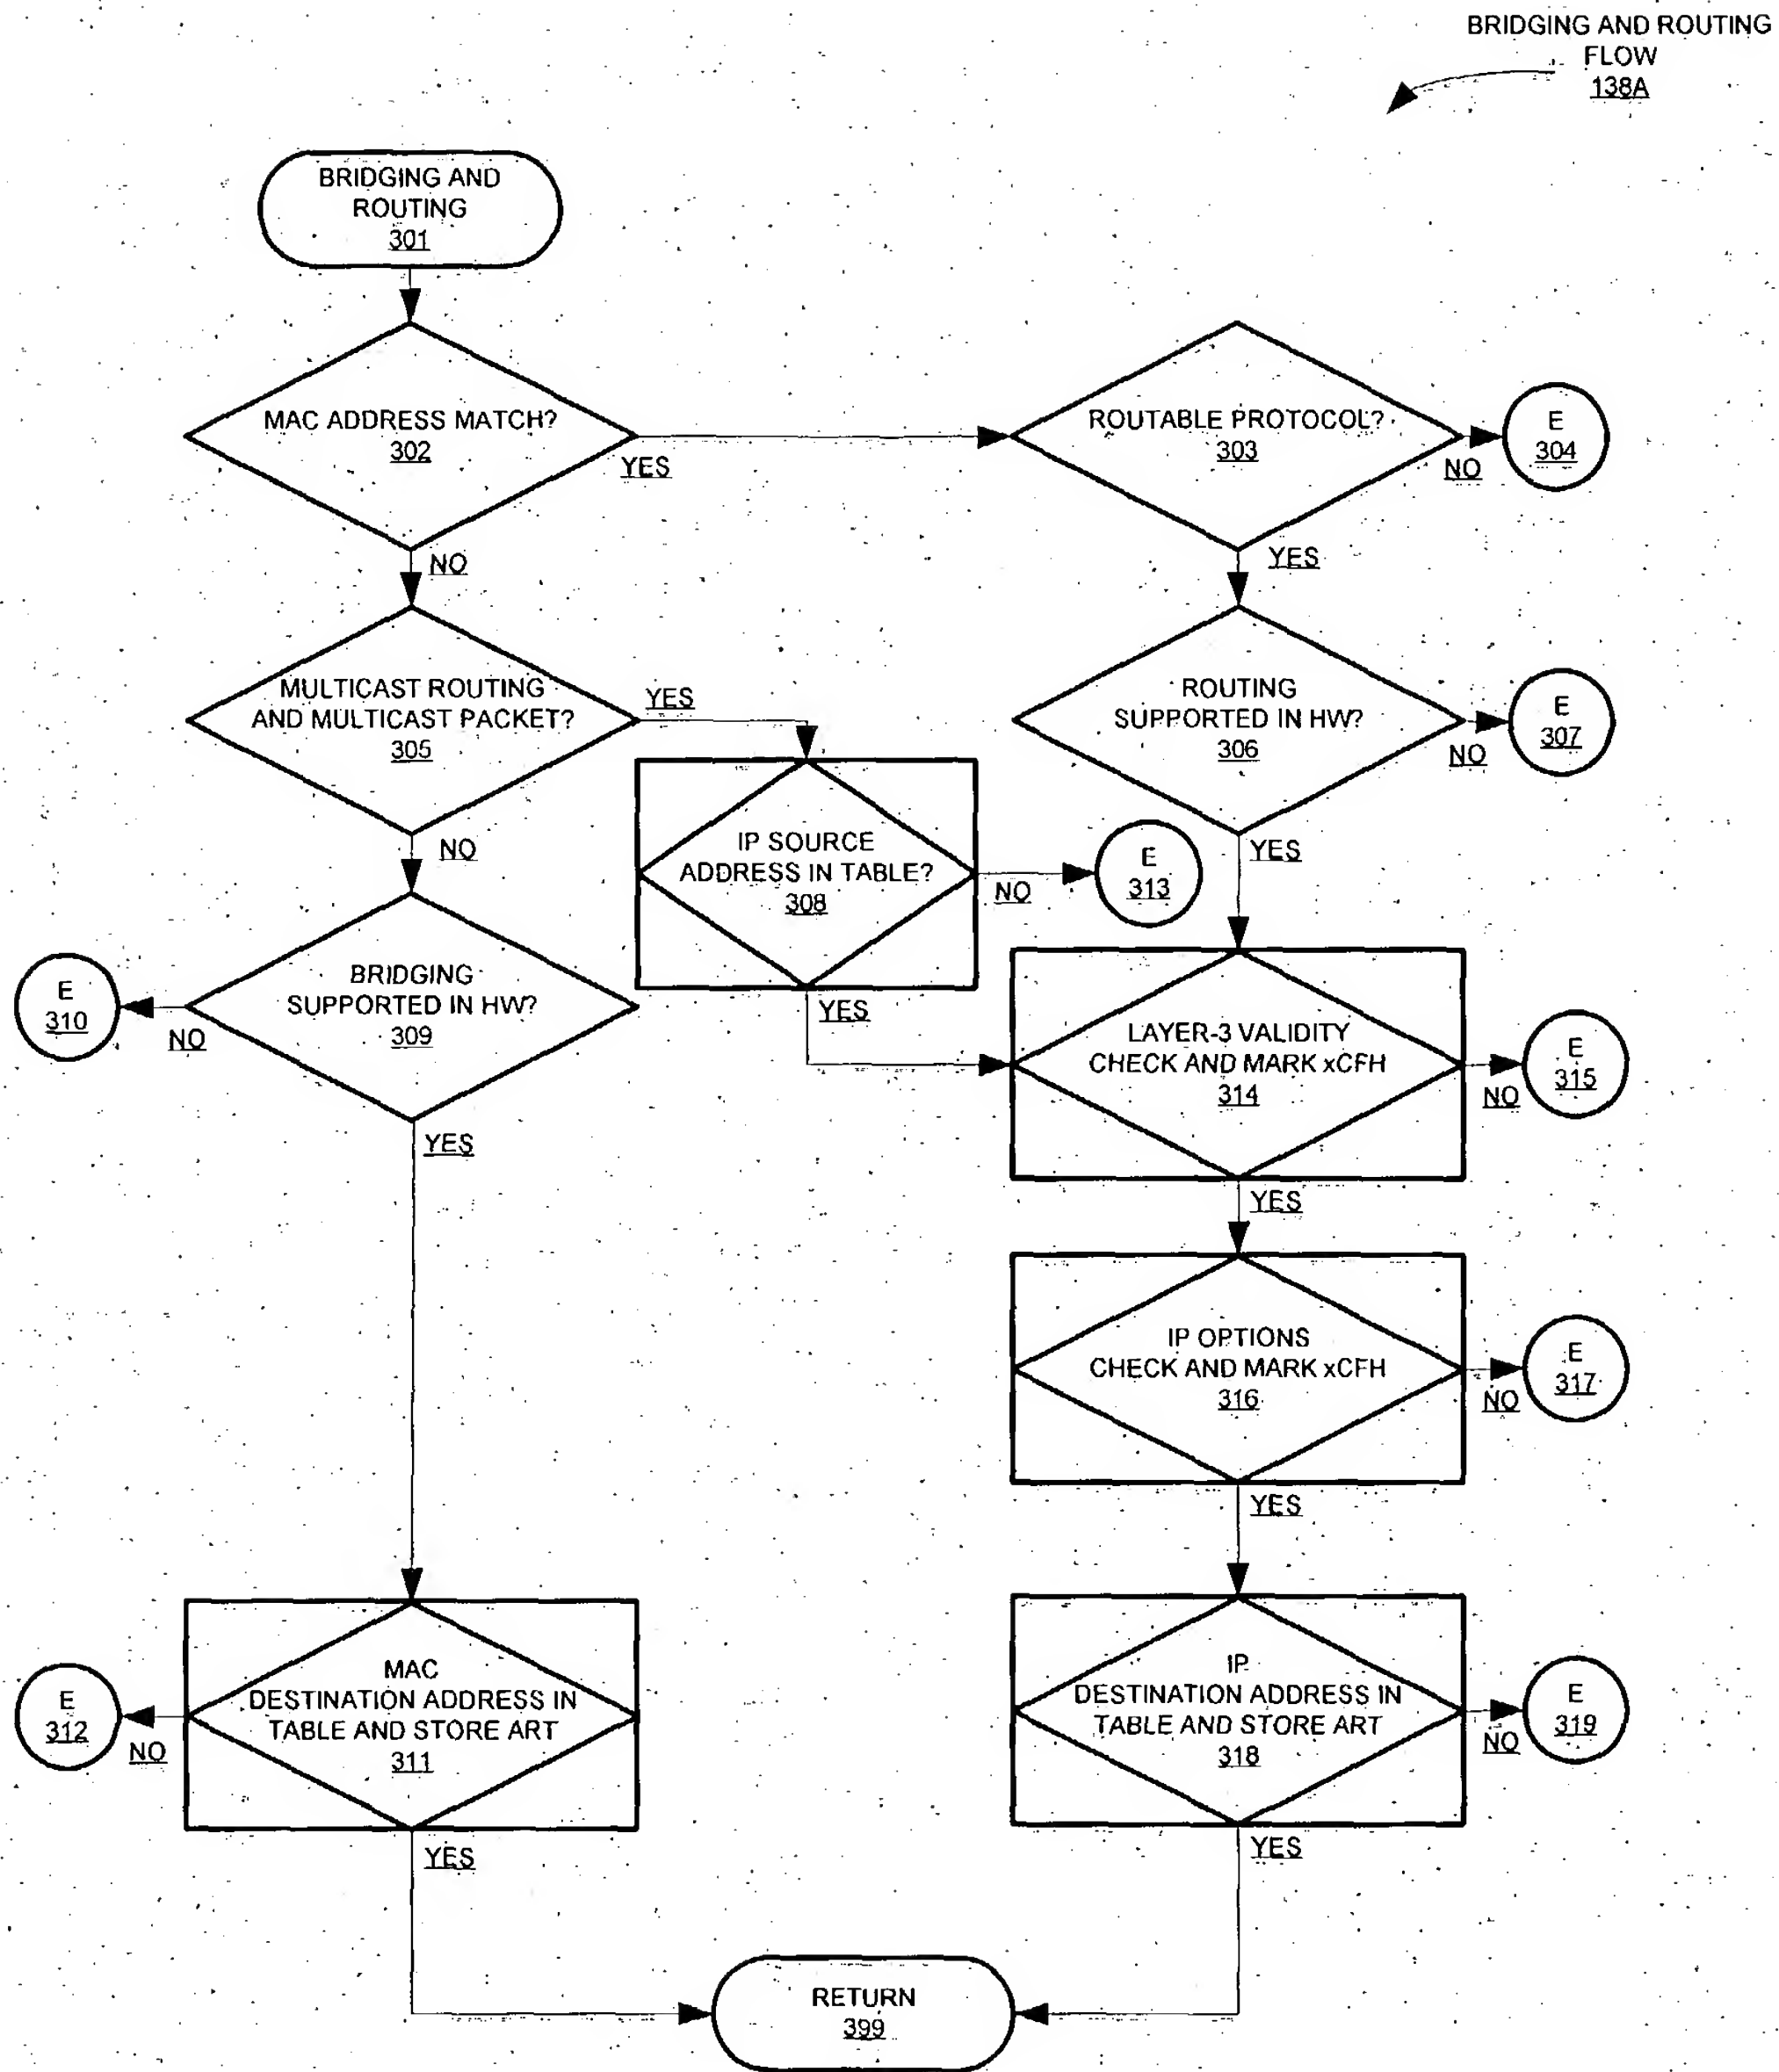 BRIDGING AND ROUTING
FLOW
138A
BRIDGING AND
ROUTING
301
MAC ADDRESS MATCH?
302
YES
NO
ROUTABLE PROTOCOL?
303
NO
YES
E
304
MULTICAST ROUTING
AND MULTICAST PACKET?
305
YES
NO
ROUTING
SUPPORTED IN HW?
306
NO
YES
E
307
IP SOURCE
ADDRESS IN TABLE?
308
NO
YES
E
313
BRIDGING
SUPPORTED IN HW?
309
NO
YES
E
310
LAYER-3 VALIDITY
CHECK AND MARK xCFH
314
NO
YES
E
315
IP OPTIONS
CHECK AND MARK xCFH
316
NO
YES
E
317
MAC
DESTINATION ADDRESS IN
TABLE AND STORE ART
311
NO
YES
E
312
IP
DESTINATION ADDRESS IN
TABLE AND STORE ART
318
NO
YES
E
319
RETURN
399